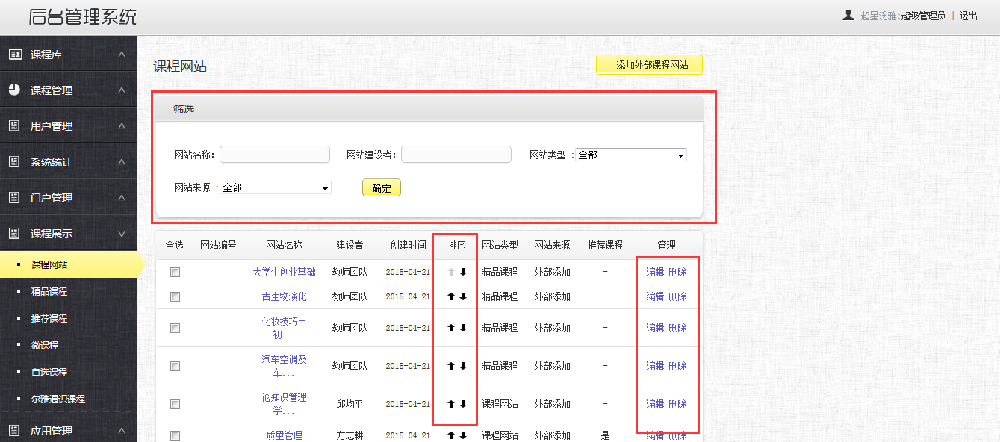 后台管理系统
超星泛雅:超级管理员 | 退出
课程库
课程管理
用户管理
系统统计
门户管理
课程展示
课程网站
精品课程
推荐课程
微课程
自选课程
尔雅通识课程
应用管理
课程网站
添加外部课程网站
筛选
网站名称: 网站建设者: 网站类型 :全部
网站来源 :全部 确定
全选 网站编号 网站名称 建设者 创建时间 排序 网站类型 网站来源 推荐课程 管理
大学生创业基础 教师团队 2015-04-21 精品课程 外部添加 - 编辑 删除
古生物演化 教师团队 2015-04-21 精品课程 外部添加 - 编辑 删除
化妆技巧一
初... 教师团队 2015-04-21 精品课程 外部添加 - 编辑 删除
汽车空调及
车... 教师团队 2015-04-21 精品课程 外部添加 - 编辑 删除
论知识管理
学... 邱均平 2015-04-21 课程网站 外部添加 - 编辑 删除
质量管理 方志耕 2015-04-21 课程网站 外部添加 是 编辑 删除